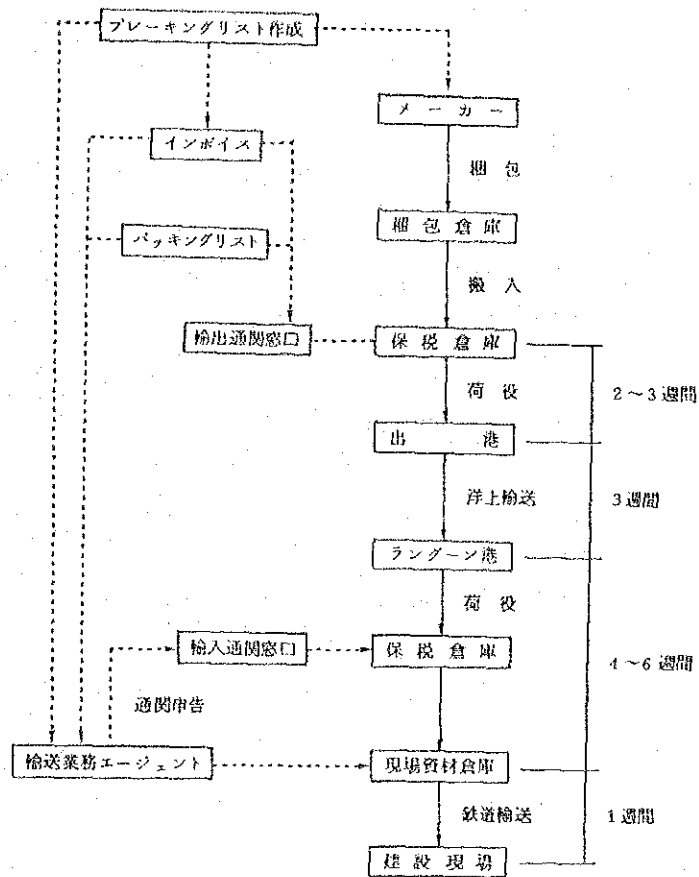 ブレーキングリスト作成
メーカー
インボイス
梱包
梱包倉庫
パッキングリスト
搬入
輸出通関窓口
保税倉庫
荷役
2～3週間
出港
洋上輸送
3週間
ラングーン港
荷役
輸入通関窓口
保税倉庫
4～6週間
通関申告
輸送業務エージェント
現場資材倉庫
鉄道輸送
1週間
建設現場